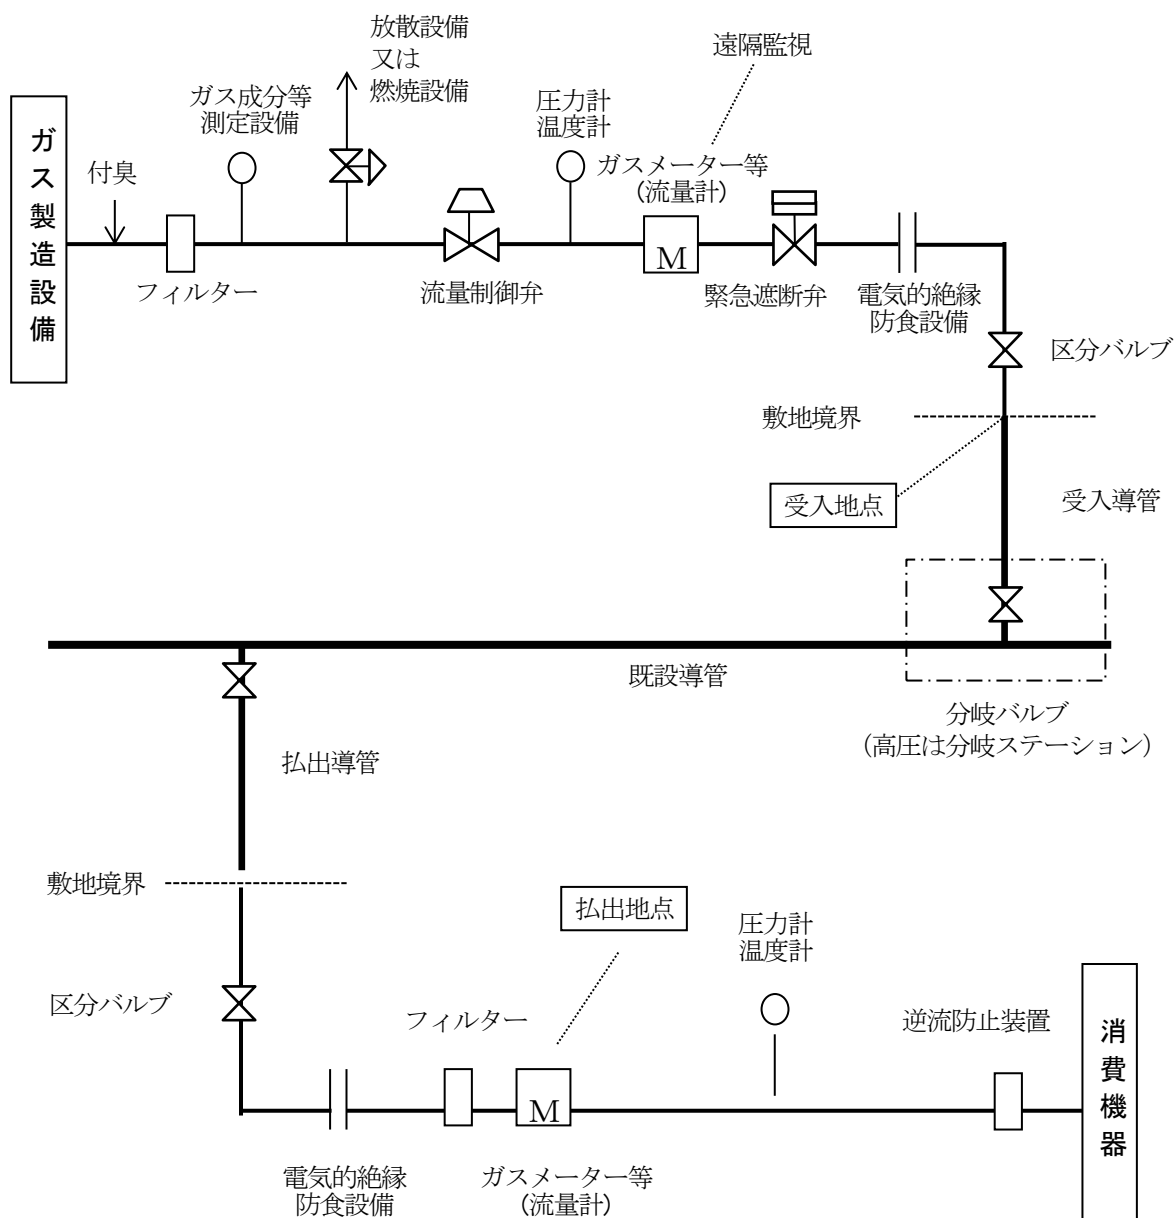 放散設備
又は
燃焼設備
遠隔監視
ガス成分等
測定設備
圧力計
温度計
ガス製造設備
付臭
ガスメーター等
(流量計)
M
フィルター
流量制御弁
緊急遮断弁
電気的絶縁
防食設備
区分バルブ
敷地境界
受入地点
受入導管
既設導管
分岐バルブ
(高圧は分岐ステーション)
払出導管
敷地境界
払出地点
圧力計
温度計
区分バルブ
フィルター
逆流防止装置
消費機器
M
電気的絶縁
防食設備
ガスメーター等
(流量計)